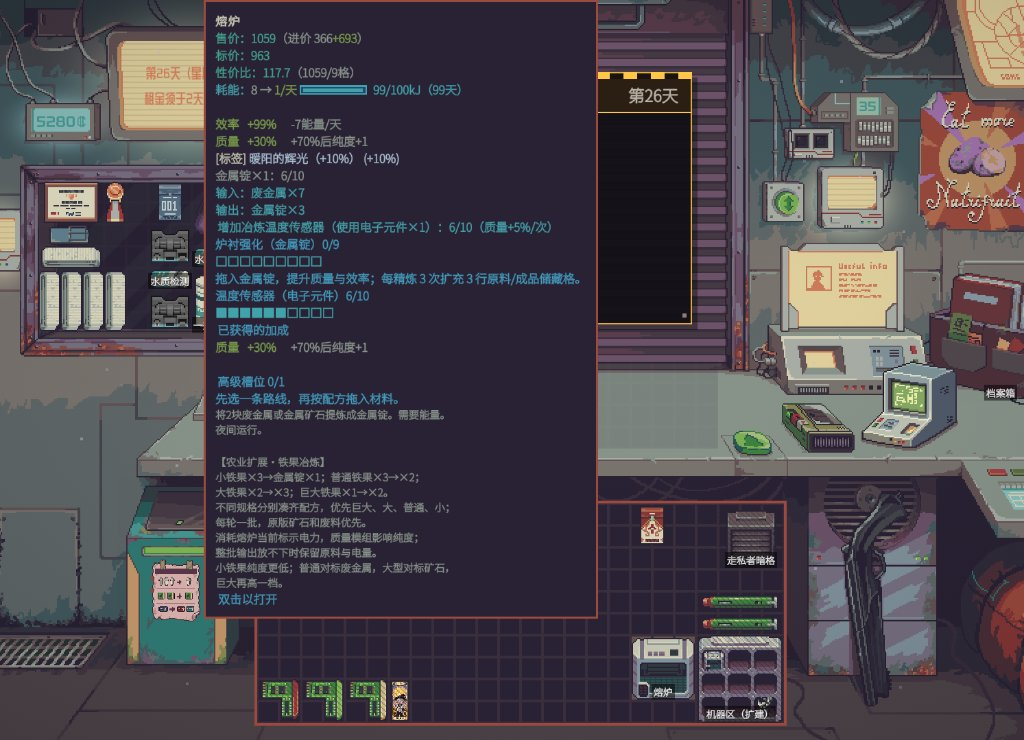 熔炉
售价：1059（进价 366+693）
标价：963
性价比：117.7（1059/9格）
耗能：8→1/天 99/100kJ（99天）
效率 +99% -7能量/天
质量 +30% +70%后纯度+1
[标签] 暖阳的辉光（+10%）(+10%)
金属锭×1：6/10
输入：废金属×7
输出：金属锭×3
增加冶炼温度传感器（使用电子元件×1）：6/10（质量+5%/次）
炉衬强化（金属锭）0/9
拖入金属锭，提升质量与效率；每精炼 3 次扩充 3 行原料/成品储藏格。
温度传感器（电子元件）6/10
已获得的加成
质量 +30% +70%后纯度+1
高级槽位 0/1
先选一条路线，再按配方拖入材料。
将2块废金属或金属矿石提炼成金属锭。需要能量。
夜间运行。
【农业扩展·铁果冶炼】
小铁果×3→金属锭×1；普通铁果×3→×2；
大铁果×2→×3；巨大铁果×1→×2。
不同规格分别凑齐配方，优先巨大、大、普通、小；
每轮一批，原版矿石和废料优先。
消耗熔炉当前标示电力，质量模组影响纯度；
整批输出放不下时保留原料与电量。
小铁果纯度更低；普通对标废金属，大型对标矿石，
巨大再高一档。
双击以打开
第26天（星
租金须于2天
5280₵
001
水质检测
水
第26天
35
Eat more
Nutrifruit
Useful info
档案箱
走私者暗格
熔炉
机器区（扩建）